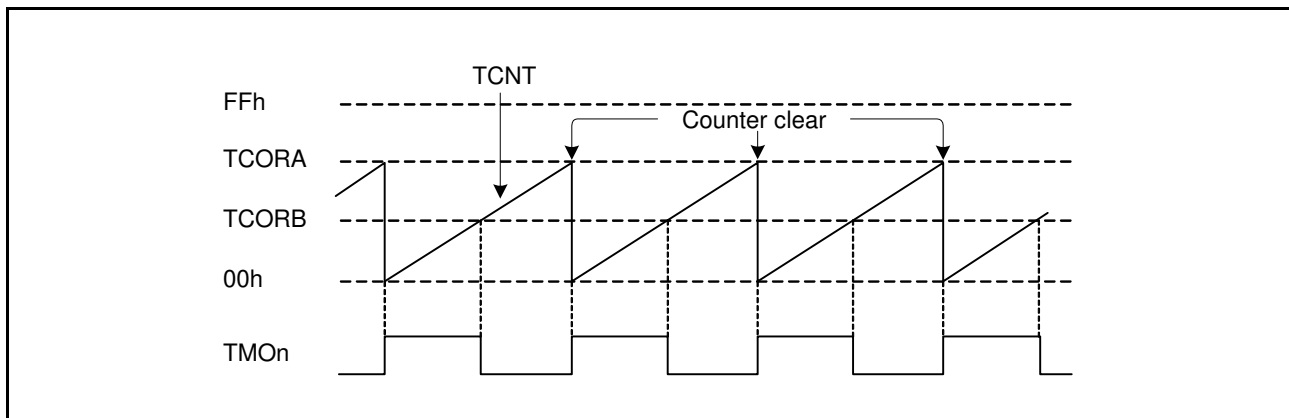 TCNT
FFh
Counter clear
TCORA
TCORB
00h
TMOn